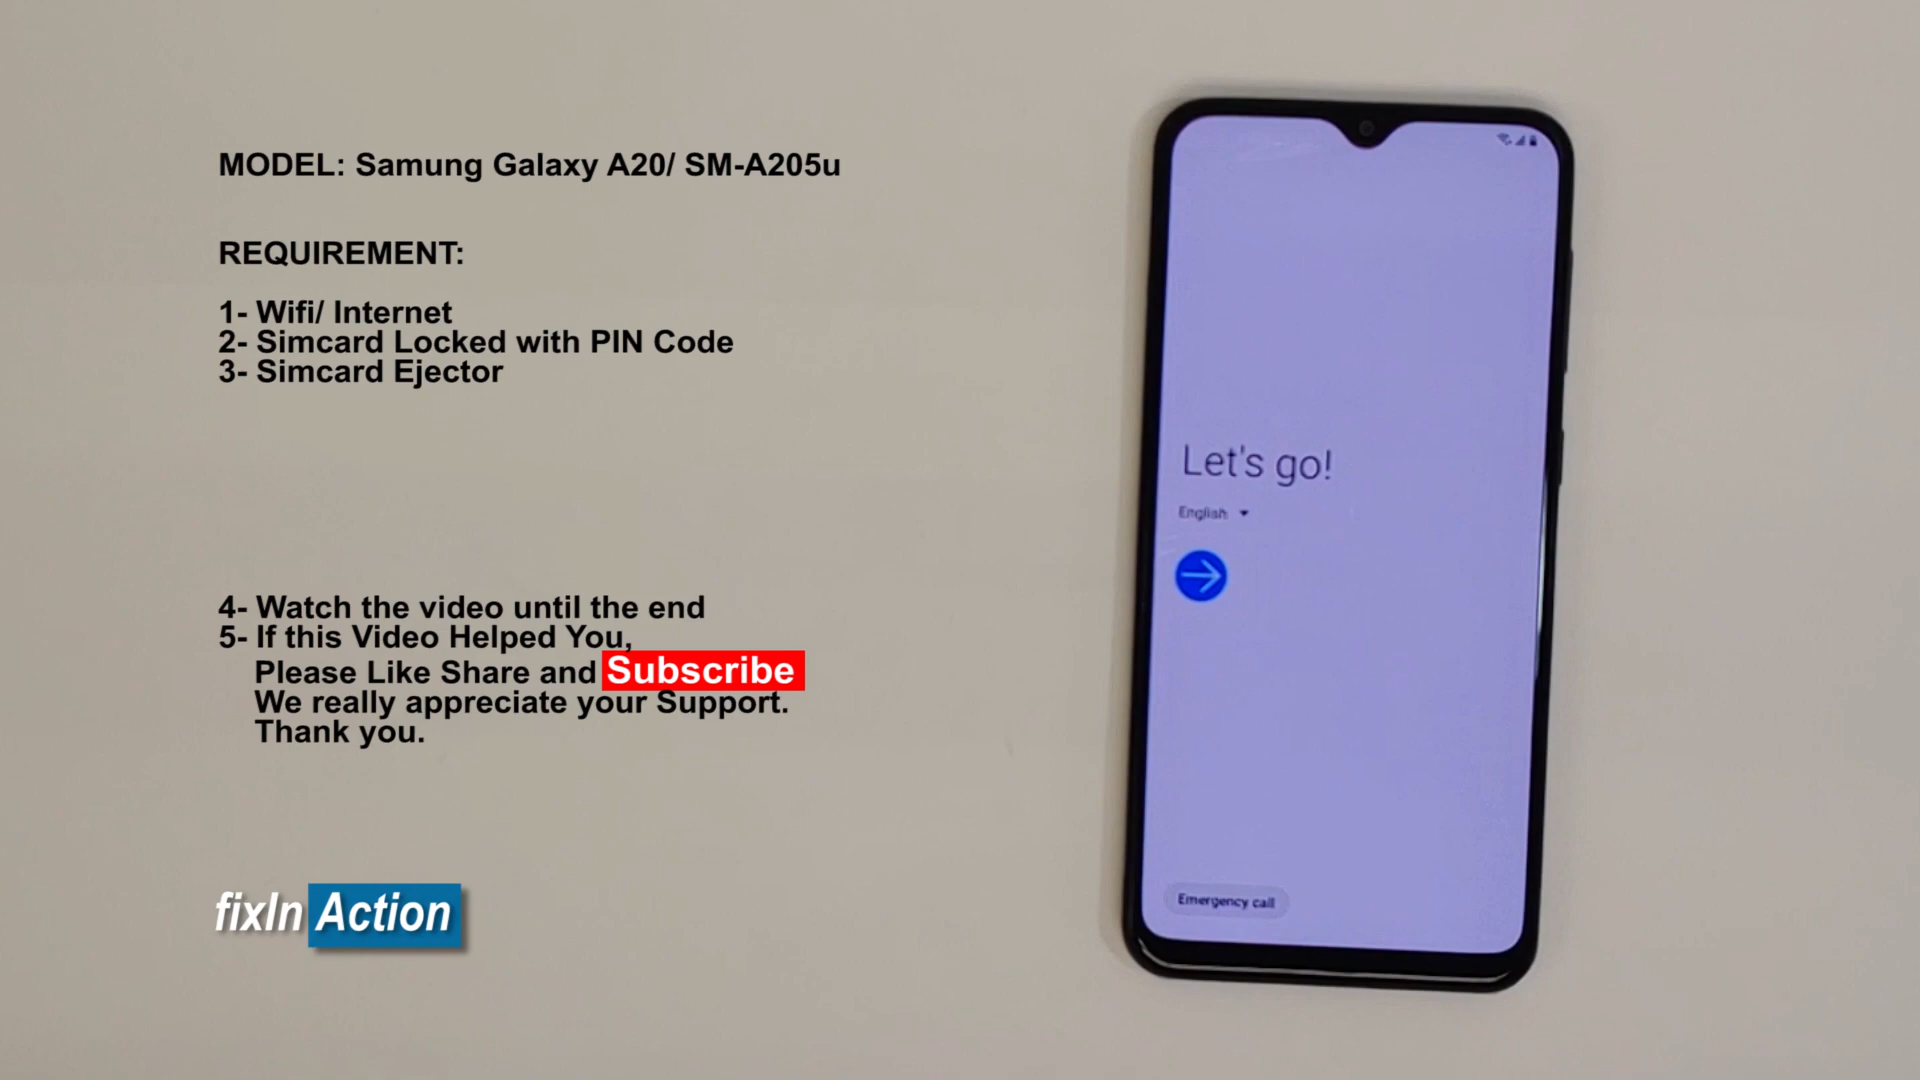 MODEL: Samung Galaxy A20/ SM-A205u
REQUIREMENT:
1- Wifi/ Internet
2- Simcard Locked with PIN Code
3- Simcard Ejector
4- Watch the video until the end
5- If this Video Helped You,
Please Like Share and Subscribe
We really appreciate your Support.
Thank you.
fixIn Action
Let's go!
English
Emergency call